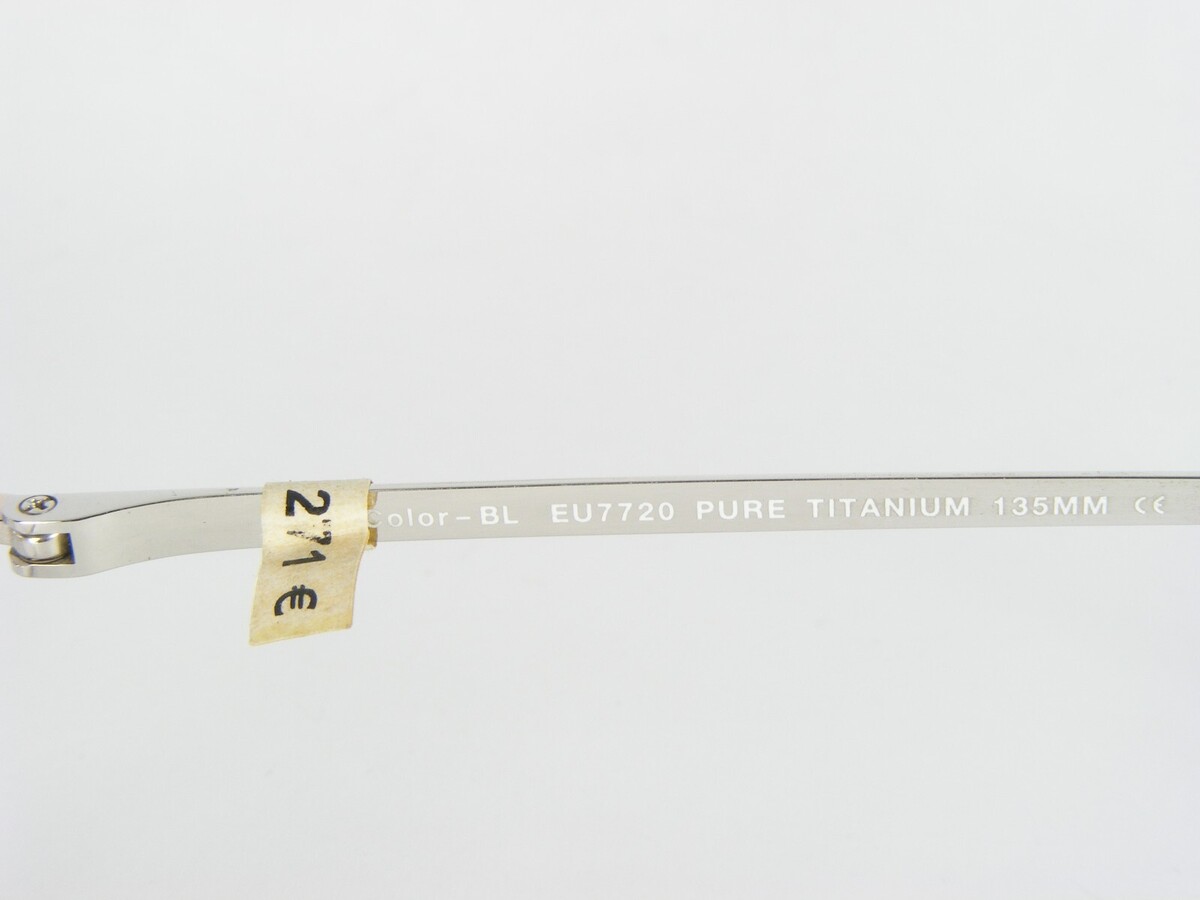 271 €
Color-BL EU7720 PURE TITANIUM 135MM CE